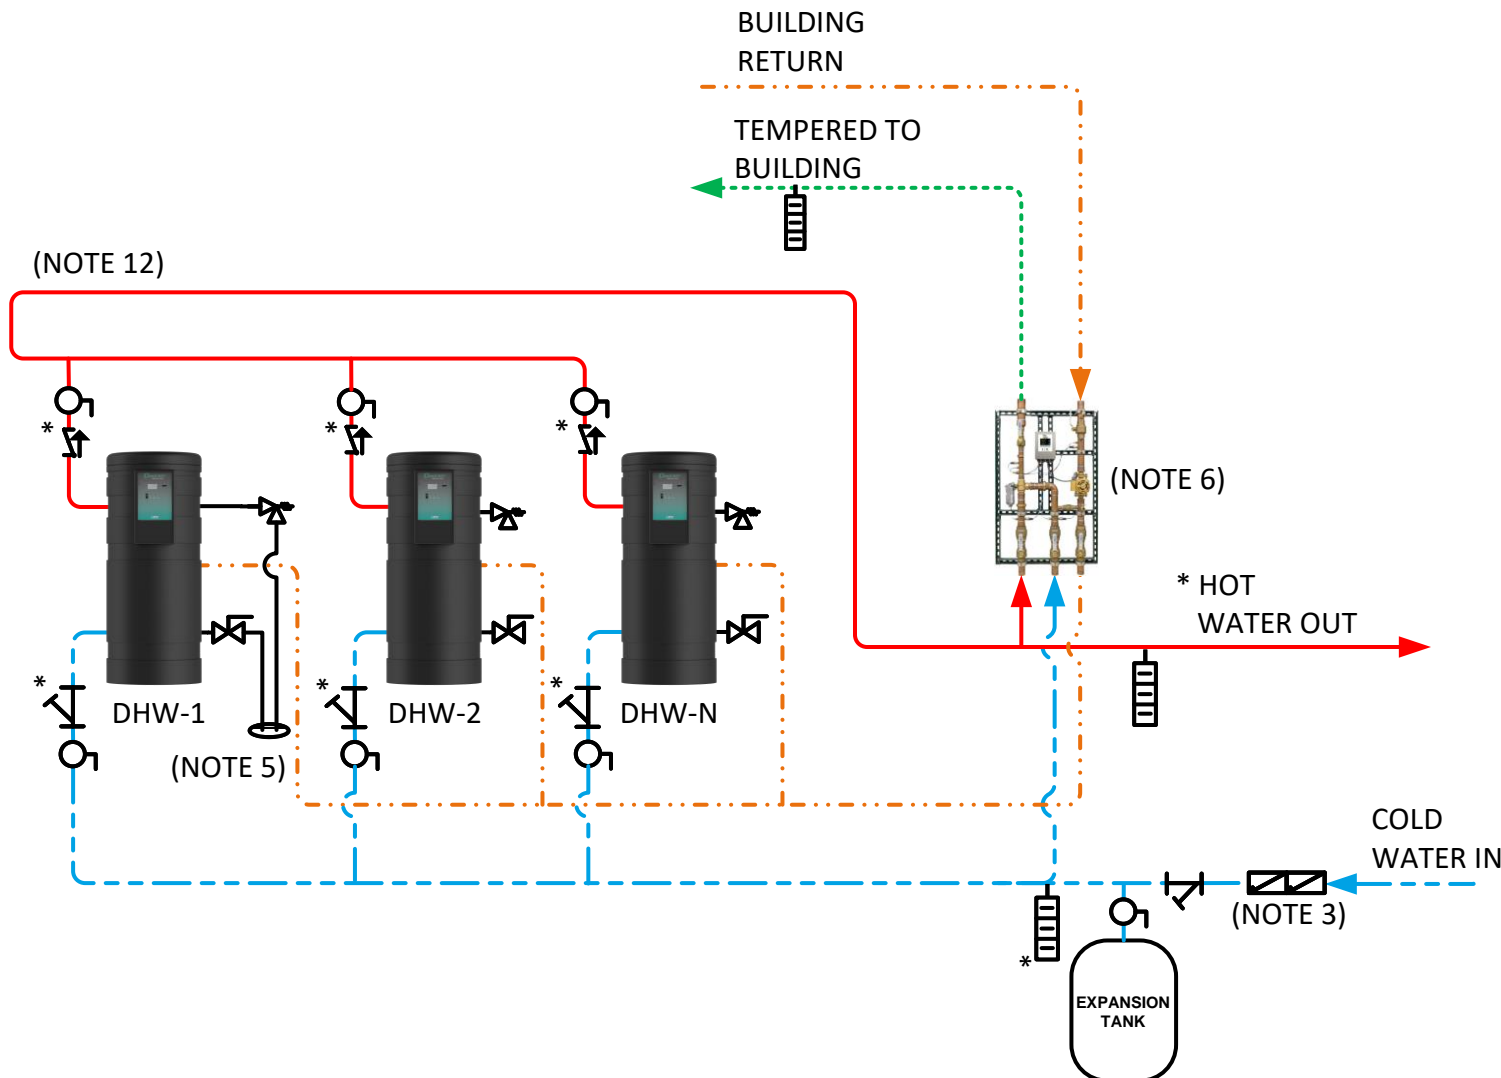 BUILDING
RETURN
TEMPERED TO
BUILDING
(NOTE 12)
*
*
*
(NOTE 6)
* HOT
WATER OUT
*
*
*
DHW-1
DHW-2
DHW-N
(NOTE 5)
COLD
WATER IN
(NOTE 3)
*
EXPANSION
TANK